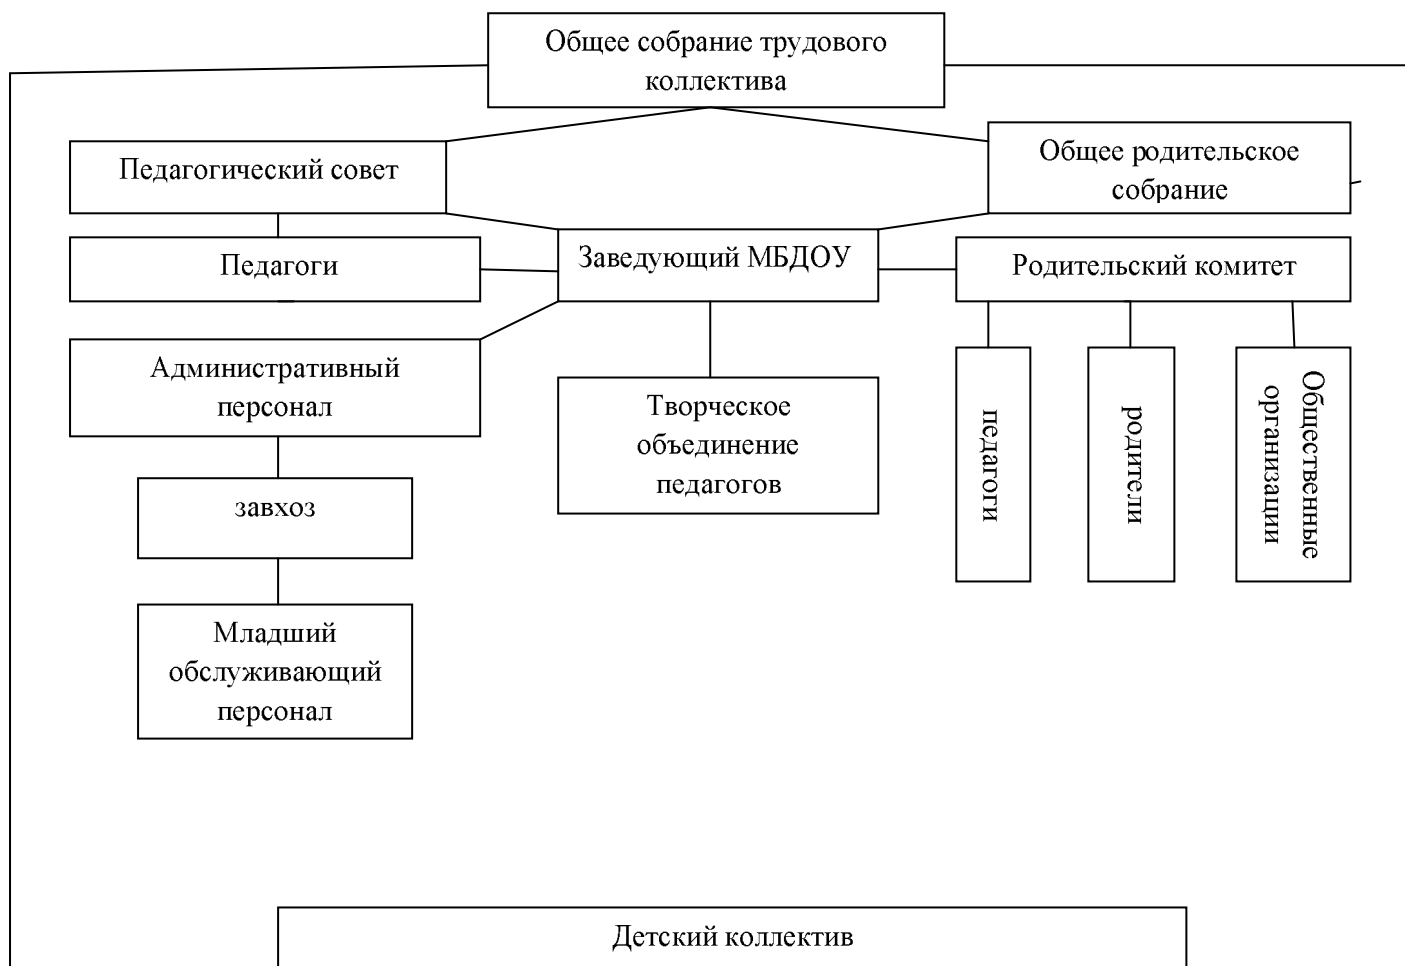 Общее собрание трудового
коллектива
Педагогический совет
Общее родительское
собрание
Педагоги
Заведующий МБДОУ
Родительский комитет
Административный
персонал
Творческое
объединение
педагогов
педагоги
родители
Общественные
организации
завхоз
Младший
обслуживающий
персонал
Детский коллектив